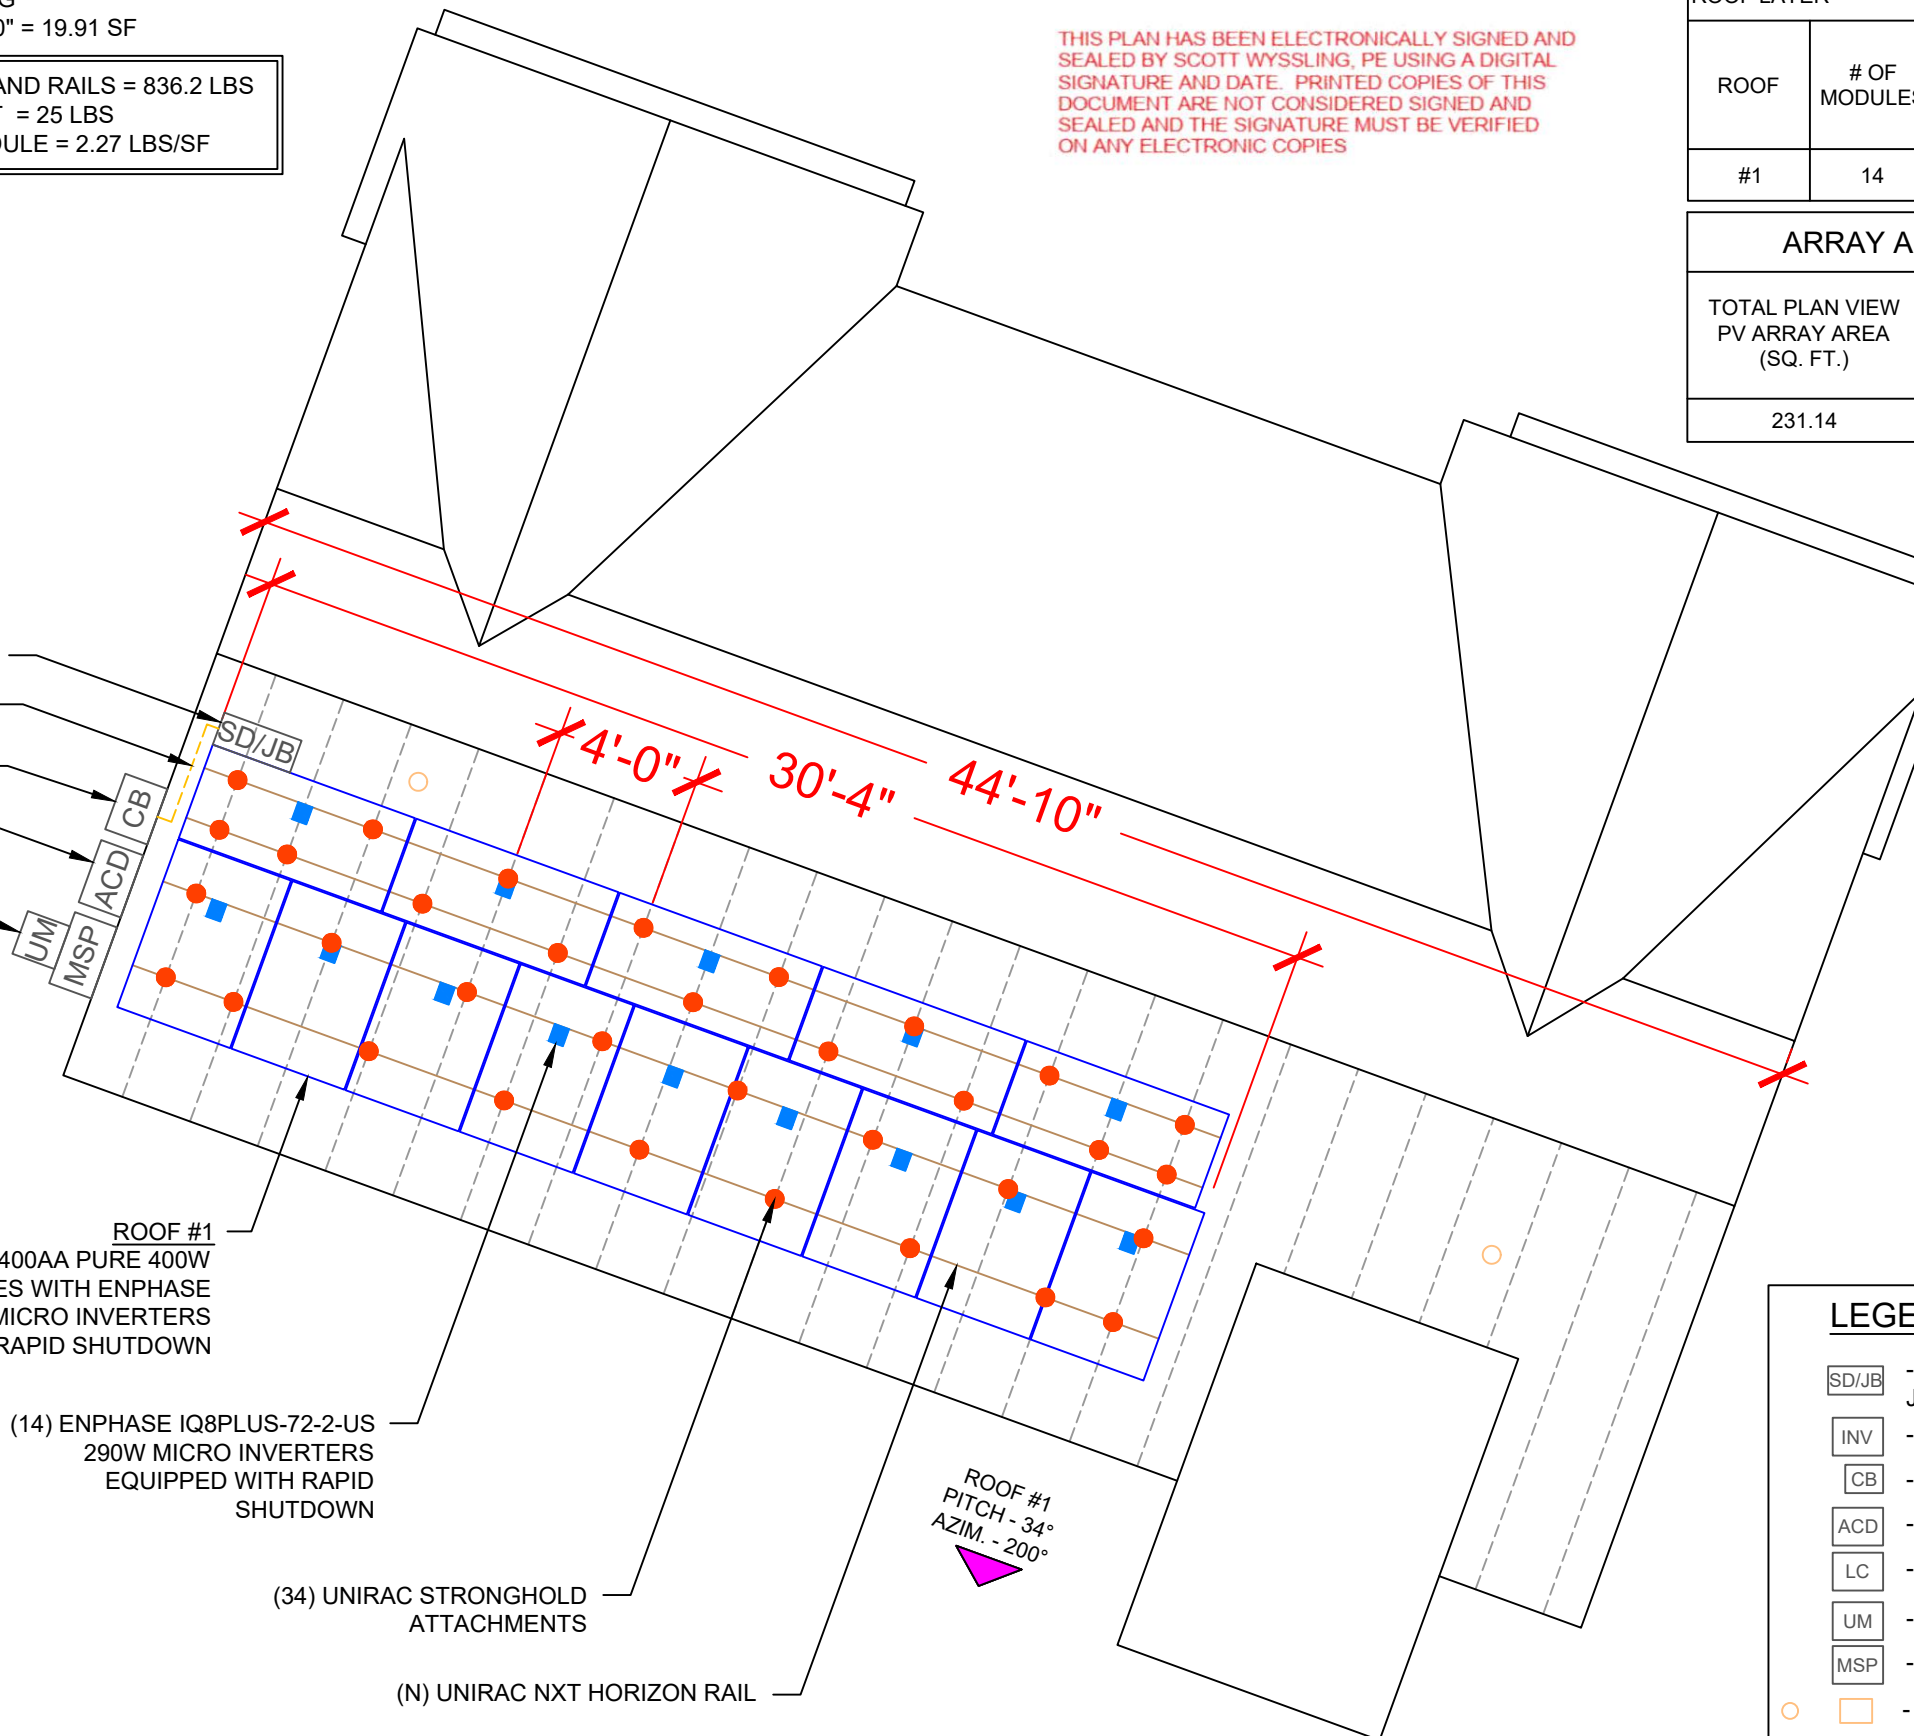 0" = 19.91 SF
AND RAILS = 836.2 LBS
= 25 LBS
= 2.27 LBS/SF
THIS PLAN HAS BEEN ELECTRONICALLY SIGNED AND
SEALED BY SCOTT WYSSLING, PE USING A DIGITAL
SIGNATURE AND DATE. PRINTED COPIES OF THIS
DOCUMENT ARE NOT CONSIDERED SIGNED AND
SEALED AND THE SIGNATURE MUST BE VERIFIED
ON ANY ELECTRONIC COPIES
ROOF
# OF
MODULES
#1
14
ARRAY A
TOTAL PLAN VIEW
PV ARRAY AREA
(SQ. FT.)
231.14
4'-0"
30'-4"
44'-10"
SD/JB
CB
ACD
MSP
UM
ROOF #1
400AA PURE 400W
ES WITH ENPHASE
MICRO INVERTERS
RAPID SHUTDOWN
(14) ENPHASE IQ8PLUS-72-2-US
290W MICRO INVERTERS
EQUIPPED WITH RAPID
SHUTDOWN
(34) UNIRAC STRONGHOLD
ATTACHMENTS
(N) UNIRAC NXT HORIZON RAIL
ROOF #1
PITCH - 34°
AZIM. - 200°
LEGE
SD/JB -
INV -
CB -
ACD -
LC -
UM -
MSP -
-